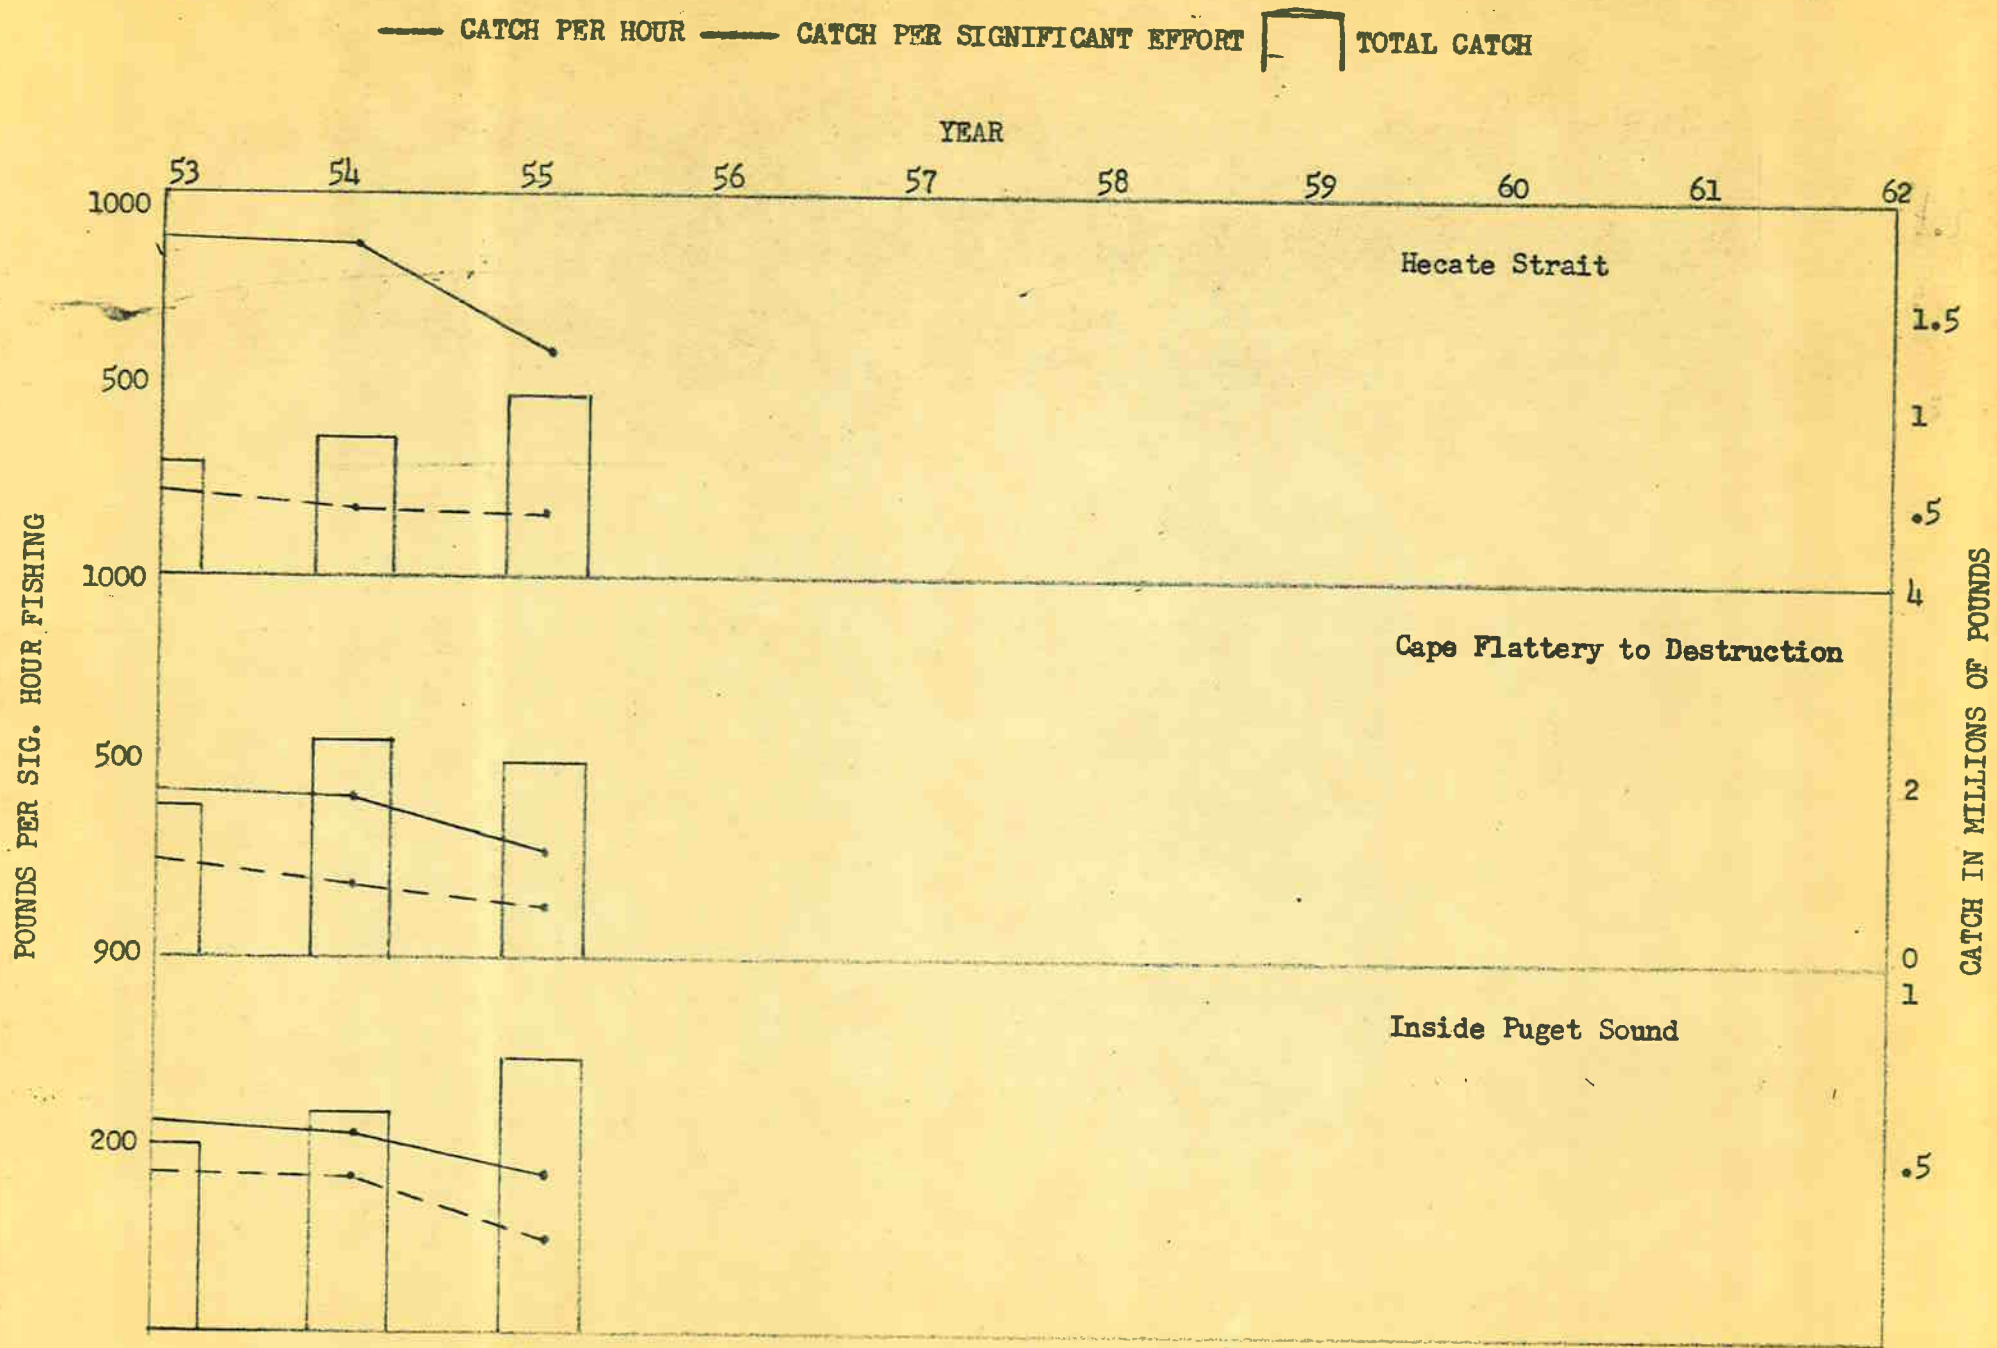 CATCH PER HOUR CATCH PER SIGNIFICANT EFFORT TOTAL CATCH
YEAR
53 54 55 56 57 58 59 60 61 62
1000
Hecate Strait
1.5
500
1
.5
1000
4
Cape Flattery to Destruction
500
2
900
0
1
Inside Puget Sound
200
.5
POUNDS PER SIG. HOUR FISHING
CATCH IN MILLIONS OF POUNDS